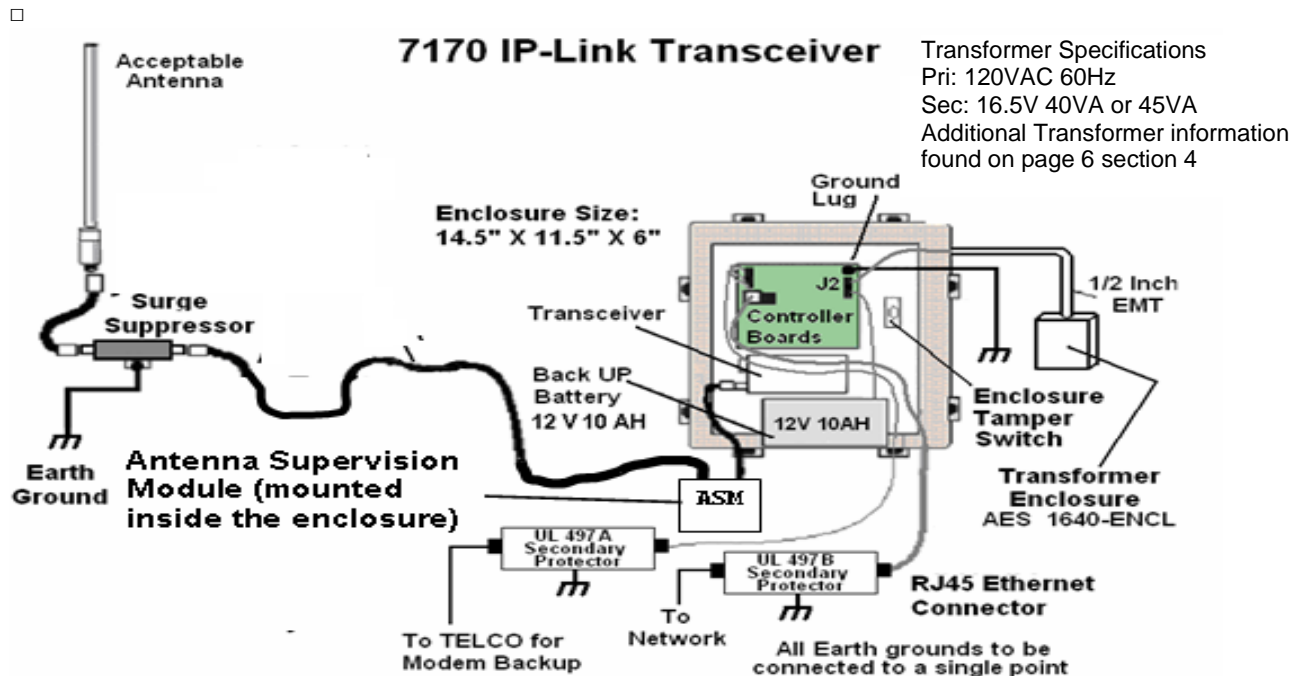 7170 IP-Link Transceiver
Transformer Specifications
Pri: 120VAC 60Hz
Sec: 16.5V 40VA or 45VA
Additional Transformer information
found on page 6 section 4
Acceptable
Antenna
Surge
Suppressor
Earth
Ground
Enclosure Size:
14.5" X 11.5" X 6"
Ground
Lug
J2
Controller
Boards
1/2 Inch
EMT
Transceiver
Back UP
Battery
12 V 10 AH
12V 10AH
Enclosure
Tamper
Switch
Transformer
Enclosure
AES 1640-ENCL
Antenna Supervision
Module (mounted
inside the enclosure)
ASM
UL 497A
Secondary
Protector
UL 497B
Secondary
Protector
RJ45 Ethernet
Connector
To TELCO for
Modem Backup
To
Network
All Earth grounds to be
connected to a single point